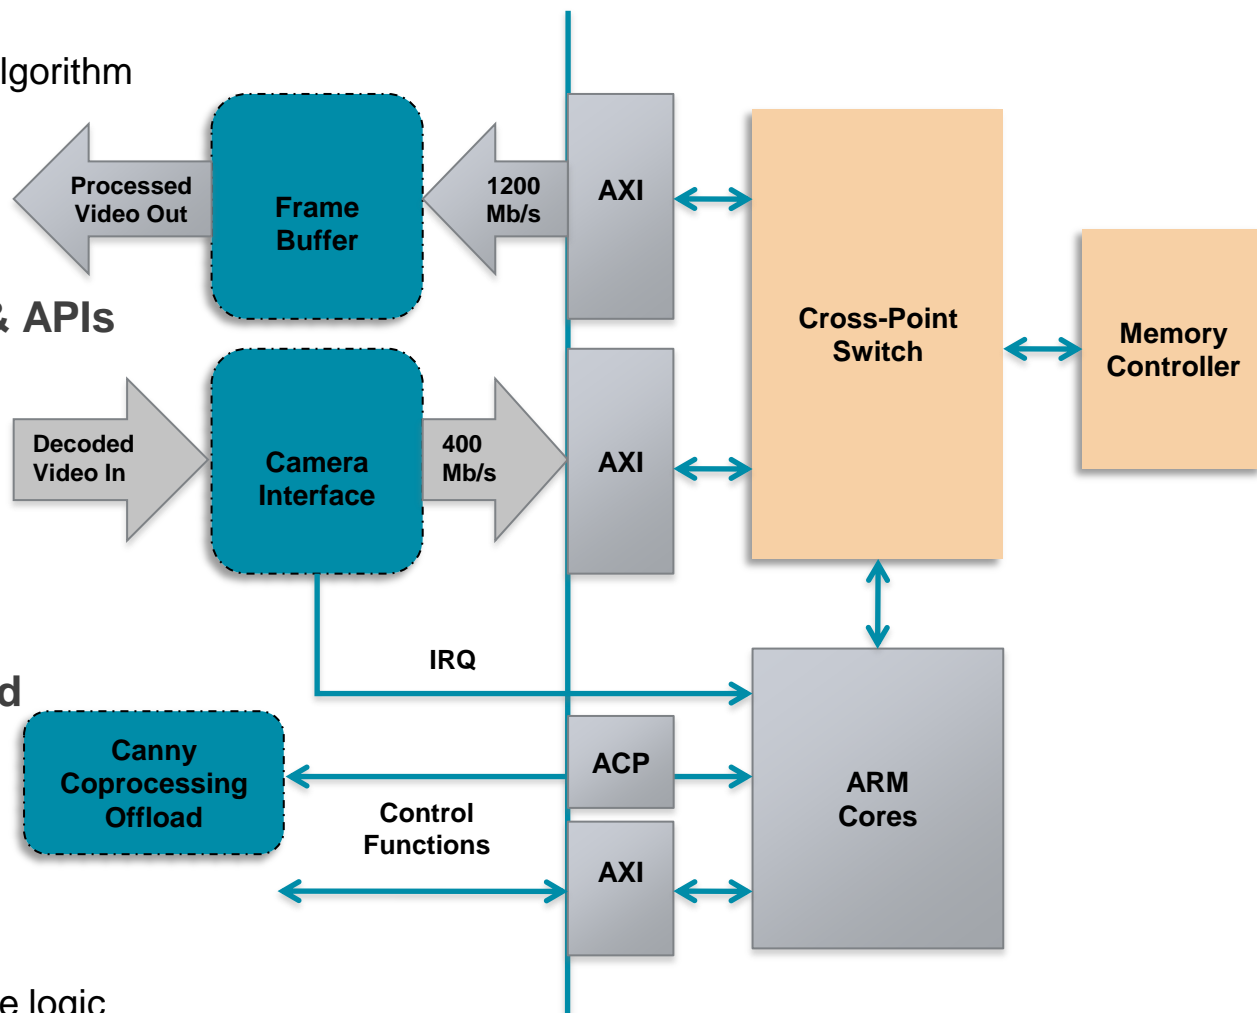 lgorithm
Processed
Video Out
Frame
Buffer
1200
Mb/s
AXI
Cross-Point
Switch
Memory
Controller
& APIs
Decoded
Video In
Camera
Interface
400
Mb/s
AXI
IRQ
d
Canny
Coprocessing
Offload
ACP
ARM
Cores
Control
Functions
AXI
e logic